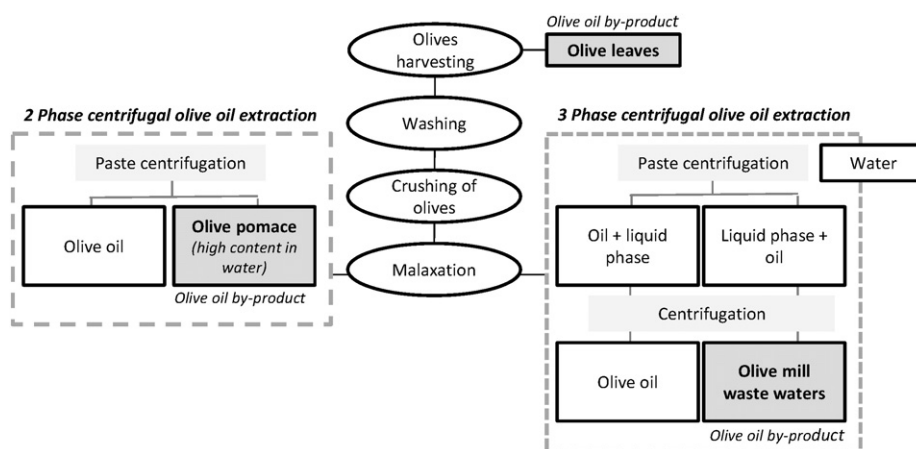 Olive oil by-product
Olives
harvesting
Olive leaves
2 Phase centrifugal olive oil extraction
3 Phase centrifugal olive oil extraction
Washing
Paste centrifugation
Paste centrifugation
Water
Crushing of
olives
Olive oil
Olive pomace
(high content in
water)
Oil + liquid
phase
Liquid phase +
oil
Malaxation
Olive oil by-product
Centrifugation
Olive oil
Olive mill
waste waters
Olive oil by-product